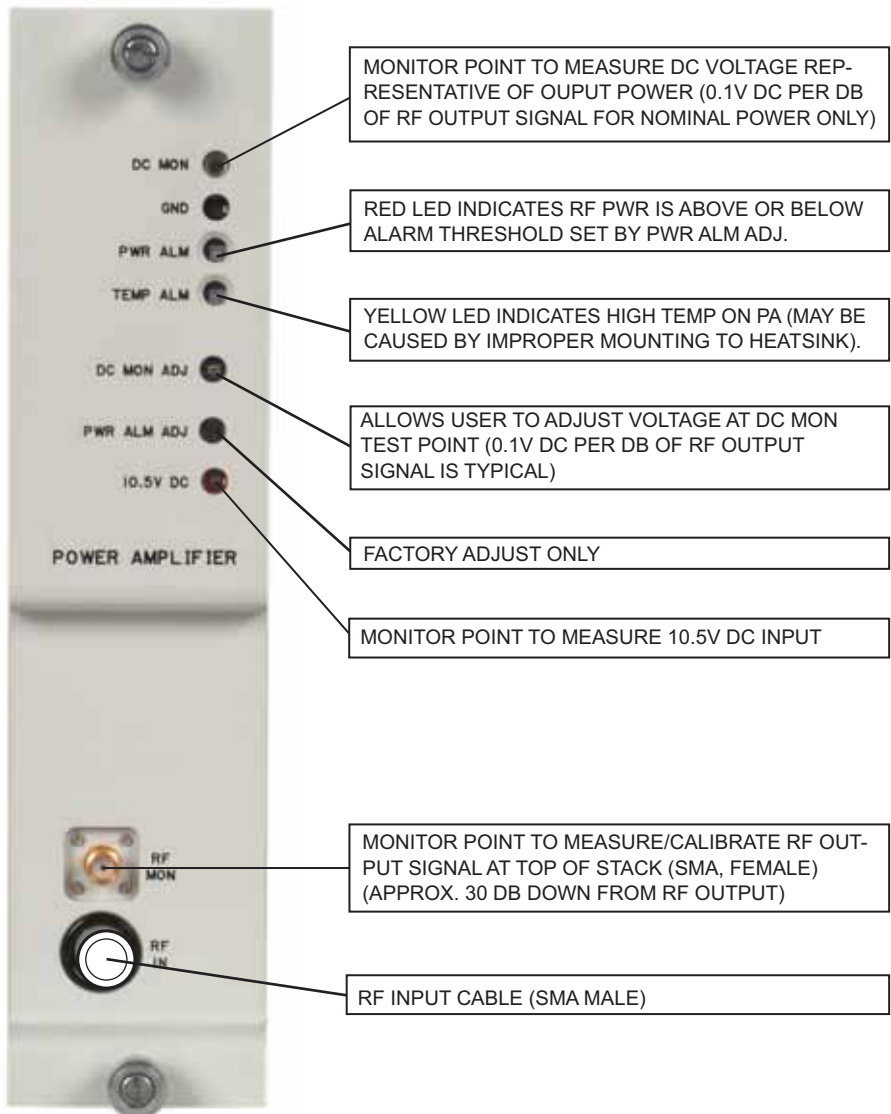 MONITOR POINT TO MEASURE DC VOLTAGE REP-
RESENTATIVE OF OUPUT POWER (0.1V DC PER DB
OF RF OUTPUT SIGNAL FOR NOMINAL POWER ONLY)
DC MON
GND
RED LED INDICATES RF PWR IS ABOVE OR BELOW
ALARM THRESHOLD SET BY PWR ALM ADJ.
PWR ALM
TEMP ALM
YELLOW LED INDICATES HIGH TEMP ON PA (MAY BE
CAUSED BY IMPROPER MOUNTING TO HEATSINK).
DC MON ADJ
ALLOWS USER TO ADJUST VOLTAGE AT DC MON
TEST POINT (0.1V DC PER DB OF RF OUTPUT
SIGNAL IS TYPICAL)
PWR ALM ADJ
10.5V DC
POWER AMPLIFIER
FACTORY ADJUST ONLY
MONITOR POINT TO MEASURE 10.5V DC INPUT
MONITOR POINT TO MEASURE/CALIBRATE RF OUT-
PUT SIGNAL AT TOP OF STACK (SMA, FEMALE)
(APPROX. 30 DB DOWN FROM RF OUTPUT)
RF
MON
RF
IN
RF INPUT CABLE (SMA MALE)